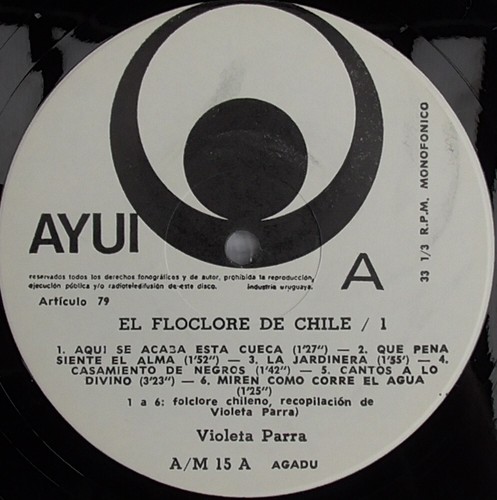 AYUI
A
33 1/3 R.P.M. MONOFONICO
reservados todos los derechos fonográficos y de autor, prohibida la reproducción,
ejecución pública y/o radioteledifusión de este disco. industria uruguaya.
Artículo 79
EL FLOCLORE DE CHILE / 1
1. AQUI SE ACABA ESTA CUECA (1'27") — 2. QUE PENA
SIENTE EL ALMA (1'52") — 3. LA JARDINERA (1'55') — 4.
CASAMIENTO DE NEGROS (1'42") — 5. CANTOS A LO
DIVINO (3'23") — 6. MIREN COMO CORRE EL AGUA
(1'25")
1 a 6: folclore chileno, recopilación de
Violeta Parra)
Violeta Parra
A/M 15 A AGADU